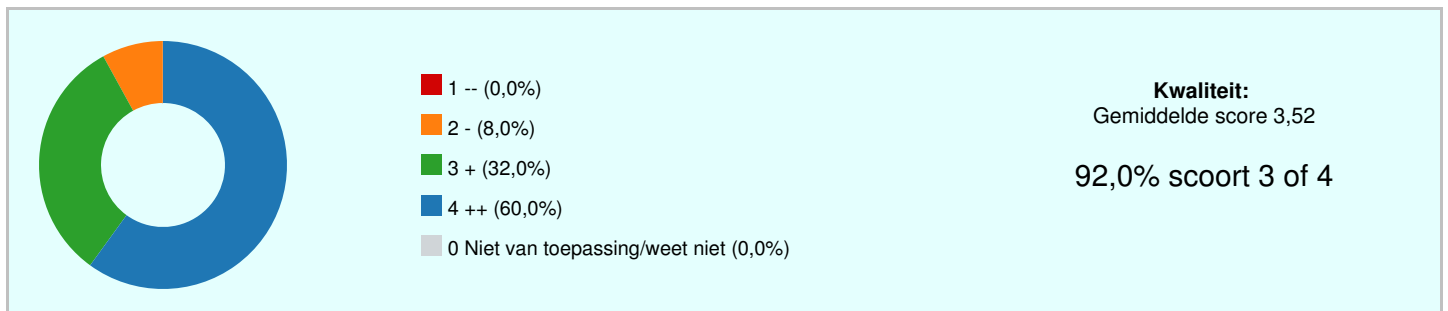 1 -- (0,0%)
2 - (8,0%)
3 + (32,0%)
4 ++ (60,0%)
0 Niet van toepassing/weet niet (0,0%)
Kwaliteit:
Gemiddelde score 3,52
92,0% scoort 3 of 4